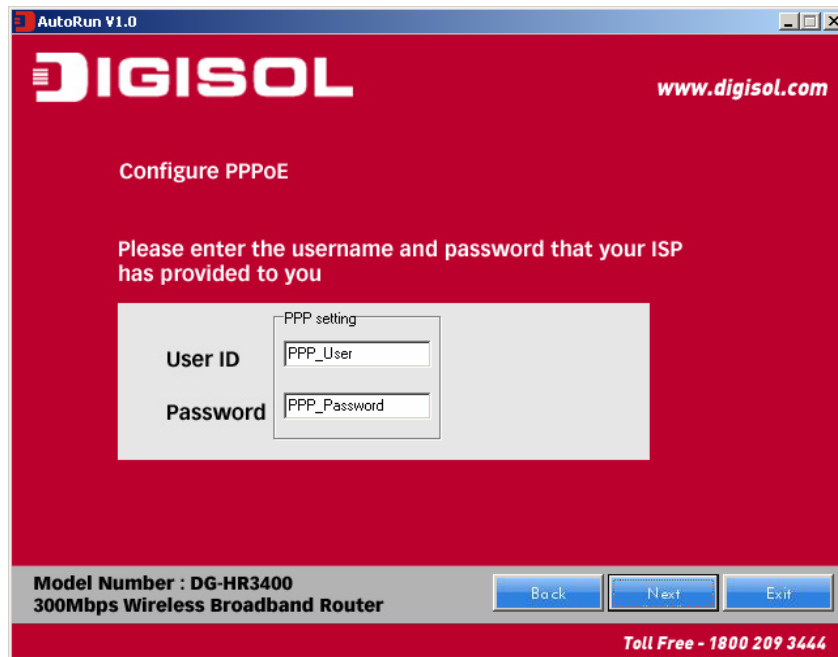 AutoRun V1.0
DIGISOL
www.digisol.com
Configure PPPoE
Please enter the username and password that your ISP
has provided to you
PPP setting
User ID
PPP_User
Password
PPP_Password
Model Number : DG-HR3400
300Mbps Wireless Broadband Router
Back
Next
Exit
Toll Free - 1800 209 3444